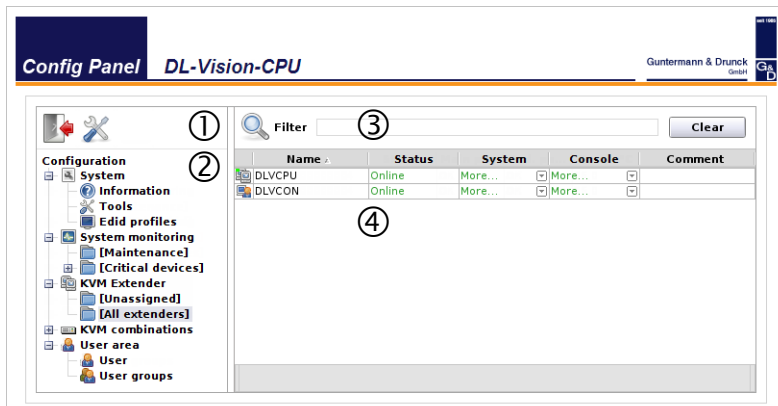 seit 1985
Config Panel DL-Vision-CPU
Guntermann & Drunck
GmbH
G&D
①
Filter
③
Clear
Configuration
②
System
Information
Tools
Edid profiles
System monitoring
[Maintenance]
[Critical devices]
KVM Extender
[Unassigned]
[All extenders]
KVM combinations
User area
User
User groups
Name Status System Console Comment
DLVCPU Online More... More...
DLVCON Online More... More...
④